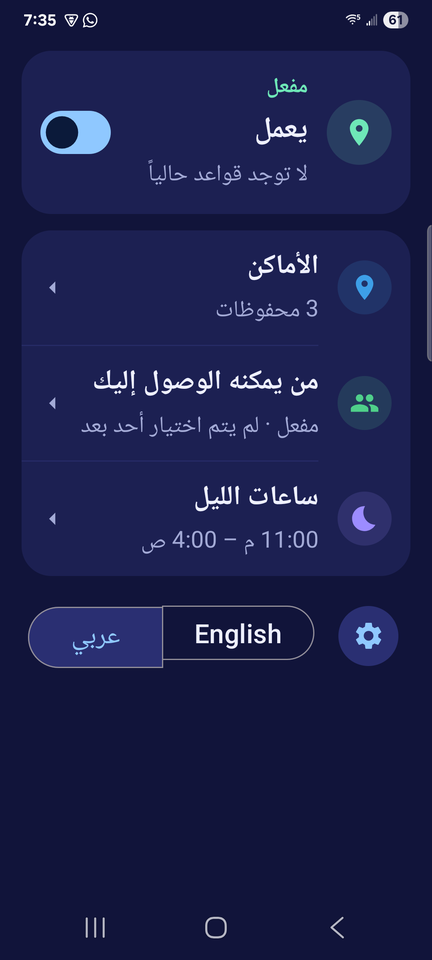 7:35
61
مفعل
يعمل
لا توجد قواعد حالياً
الأماكن
3 محفوظات
من يمكنه الوصول إليك
مفعل · لم يتم اختيار أحد بعد
ساعات الليل
11:00 م – 4:00 ص
English
عربي